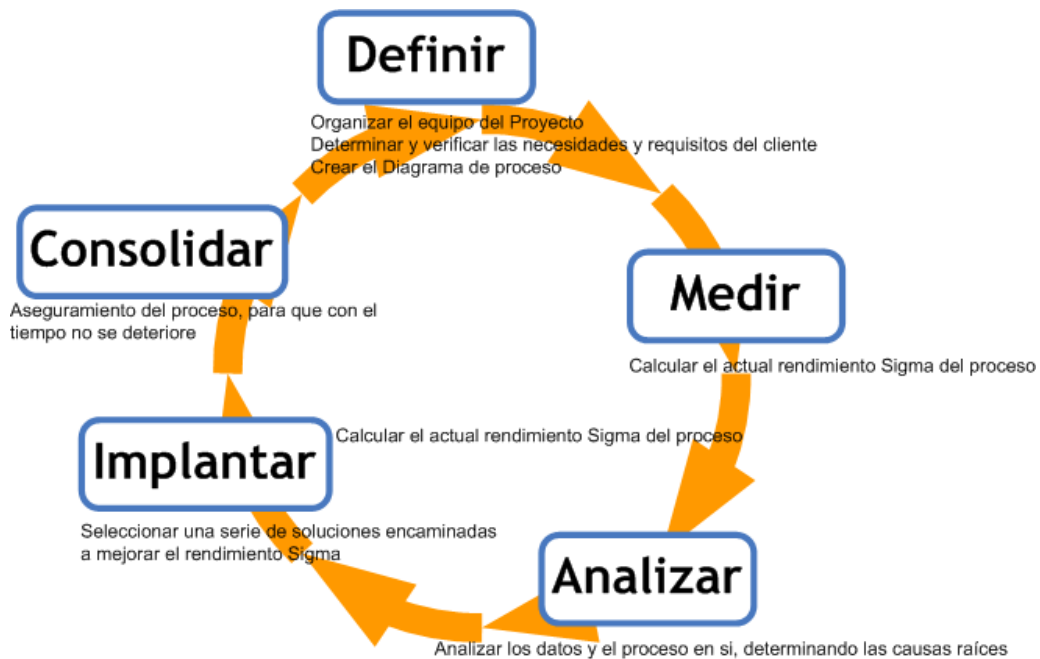 Definir
Organizar el equipo del Proyecto
Determinar y verificar las necesidades y requisitos del cliente
Crear el Diagrama de proceso
Medir
Calcular el actual rendimiento Sigma del proceso
Analizar
Analizar los datos y el proceso en si, determinando las causas raíces
Implantar
Calcular el actual rendimiento Sigma del proceso
Seleccionar una serie de soluciones encaminadas
a mejorar el rendimiento Sigma
Consolidar
Aseguramiento del proceso, para que con el
tiempo no se deteriore